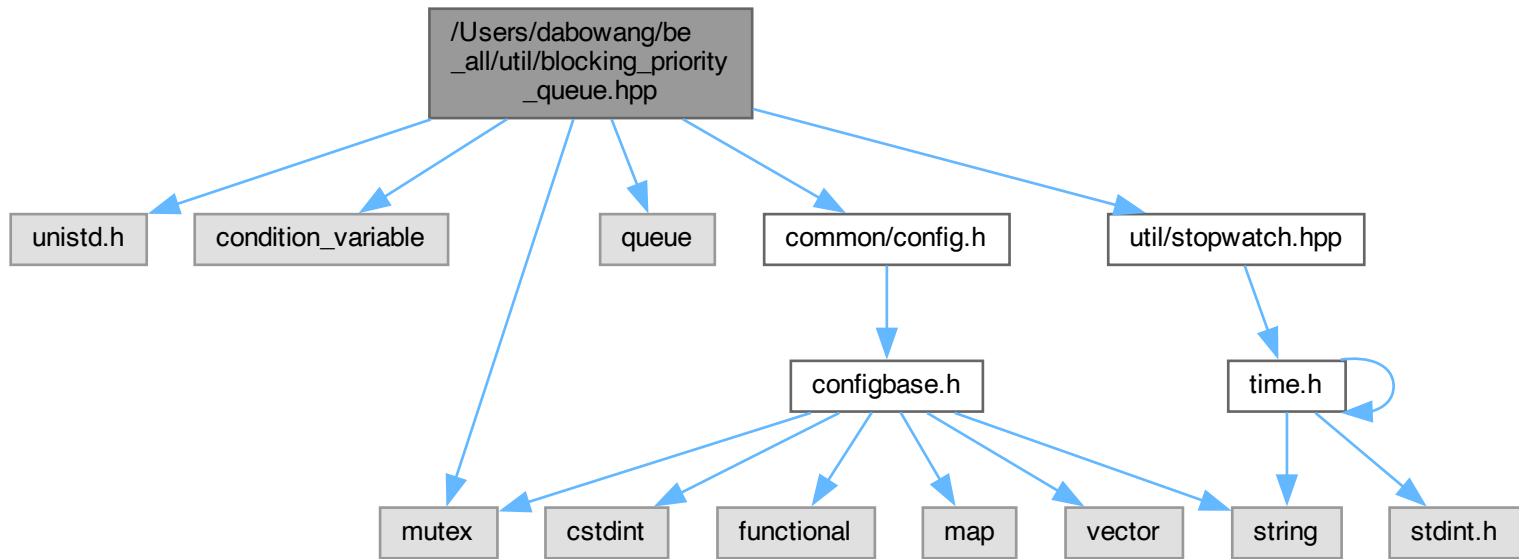 /Users/dabowang/be
_all/util/blocking_priority
_queue.hpp
unistd.h
condition_variable
queue
common/config.h
util/stopwatch.hpp
configbase.h
time.h
mutex
cstdint
functional
map
vector
string
stdint.h